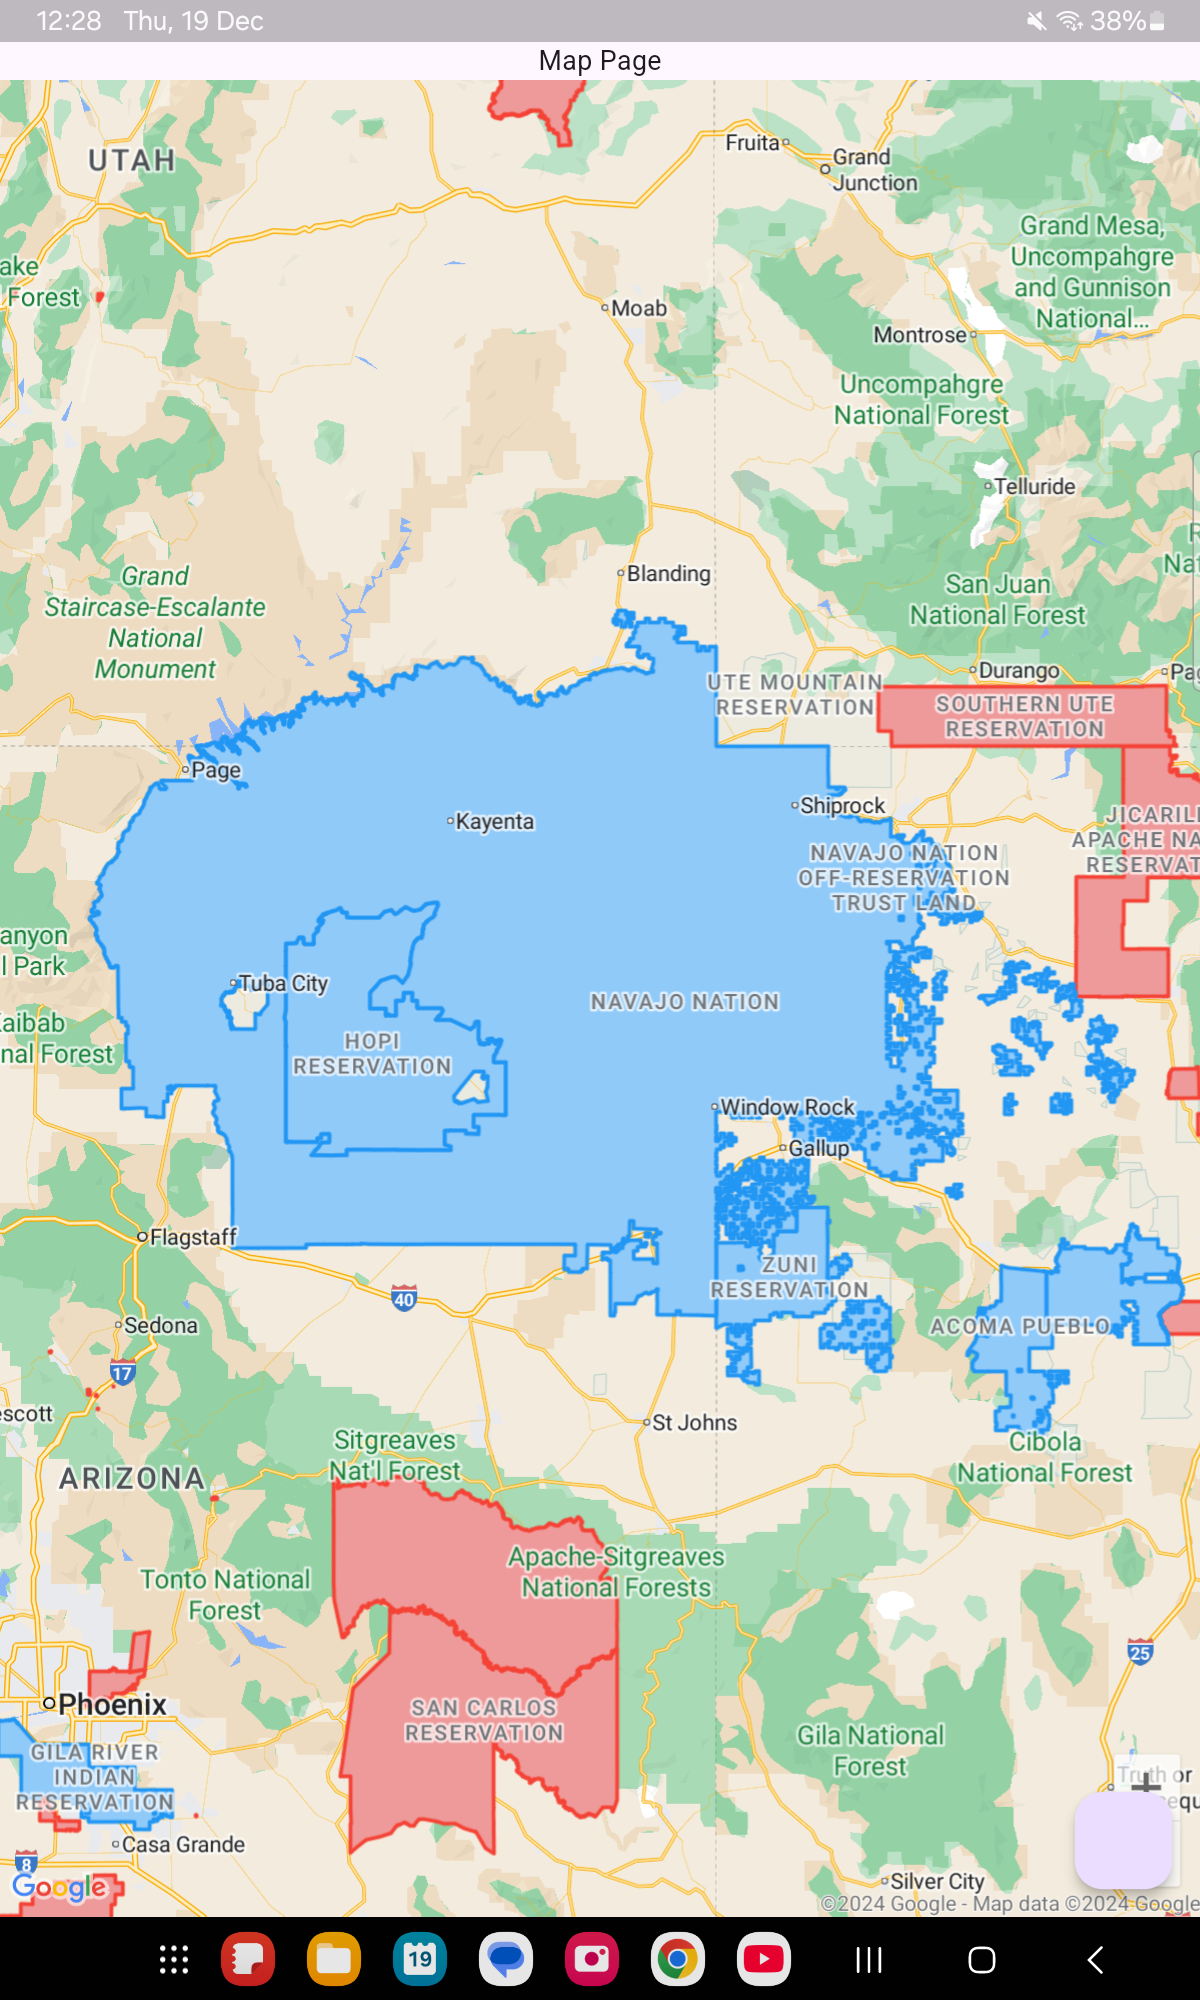 12:28 Thu, 19 Dec
38%
Map Page
UTAH
Fruita
Grand
Junction
Grand Mesa,
Uncompahgre
and Gunnison
National...
ake
Forest
Moab
Montrose
Uncompahgre
National Forest
Telluride
Blanding
Grand
Staircase-Escalante
National
Monument
San Juan
National Forest
R
Nat
Durango
Pag
UTE MOUNTAIN
RESERVATION
SOUTHERN UTE
RESERVATION
Page
Kayenta
Shiprock
JICARILL
APACHE NA
RESERVAT
NAVAJO NATION
OFF-RESERVATION
TRUST LAND
anyon
l Park
Tuba City
NAVAJO NATION
Kaibab
nal Forest
HOPI
RESERVATION
Window Rock
Gallup
Flagstaff
ZUNI
RESERVATION
40
Sedona
ACOMA PUEBLO
17
escott
St Johns
Sitgreaves
Nat'l Forest
Cibola
National Forest
ARIZONA
Apache-Sitgreaves
National Forests
Tonto National
Forest
25
Phoenix
SAN CARLOS
RESERVATION
Gila National
Forest
GILA RIVER
INDIAN
RESERVATION
Truth or
equ
+
Casa Grande
8
Google
Silver City
©2024 Google - Map data ©2024 Google
19